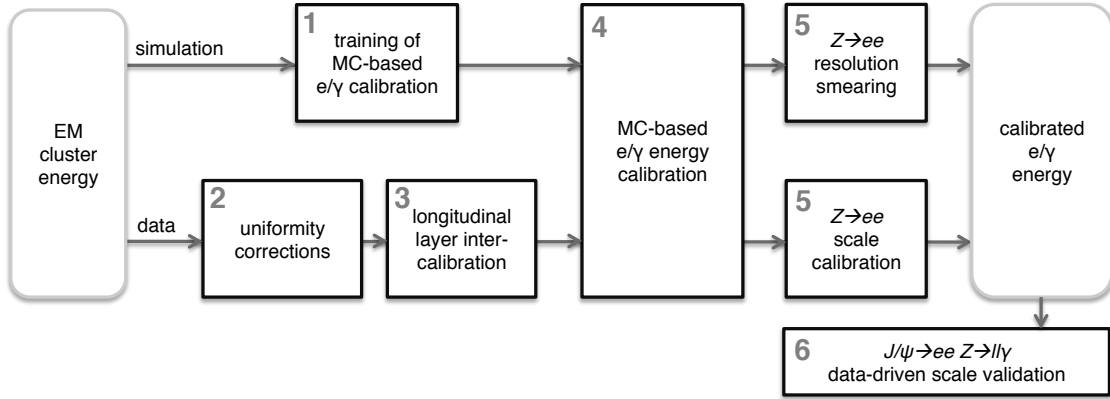 EM
cluster
energy
simulation
data
1
training of
MC-based
e/γ calibration
2
uniformity
corrections
3
longitudinal
layer inter-
calibration
4
MC-based
e/γ energy
calibration
5
Z→ee
resolution
smearing
5
Z→ee
scale
calibration
calibrated
e/γ
energy
6
J/ψ→ee Z→llγ
data-driven scale validation